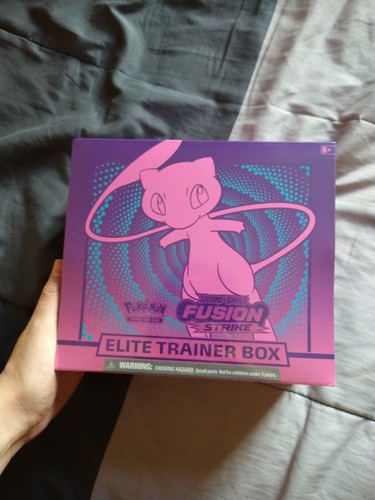 6+
Pokémon
SWORD & SHIELD
FUSION
STRIKE
ELITE TRAINER BOX
WARNING: CHOKING HAZARD. Small parts. Not for children under 3 years.